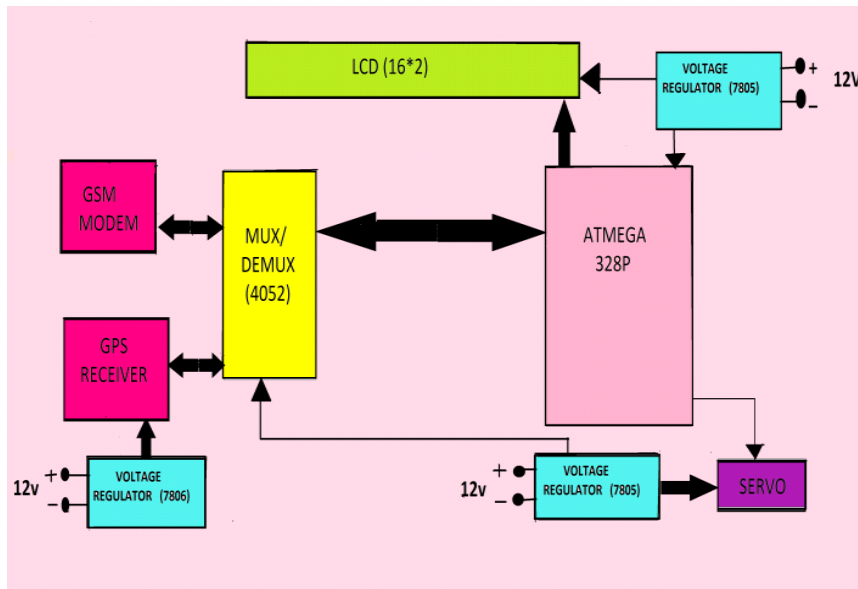 LCD (16*2)
VOLTAGE
REGULATOR (7805)
+
12V
-
GSM
MODEM
MUX/
DEMUX
(4052)
ATMEGA
328P
GPS
RECEIVER
12v
+
-
VOLTAGE
REGULATOR (7806)
12v
+
-
VOLTAGE
REGULATOR (7805)
SERVO